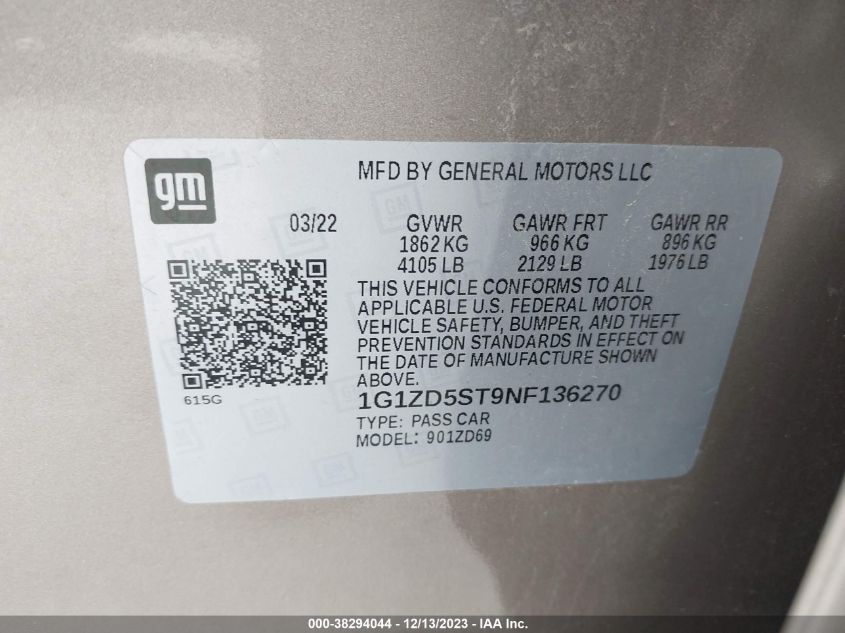 gm
MFD BY GENERAL MOTORS LLC
03/22 GVWR GAWR FRT GAWR RR
1862 KG 966 KG 896 KG
4105 LB 2129 LB 1976 LB
THIS VEHICLE CONFORMS TO ALL
APPLICABLE U.S. FEDERAL MOTOR
VEHICLE SAFETY, BUMPER, AND THEFT
PREVENTION STANDARDS IN EFFECT ON
THE DATE OF MANUFACTURE SHOWN
ABOVE.
615G
1G1ZD5ST9NF136270
TYPE: PASS CAR
MODEL: 901ZD69
000-38294044 - 12/13/2023 - IAA Inc.